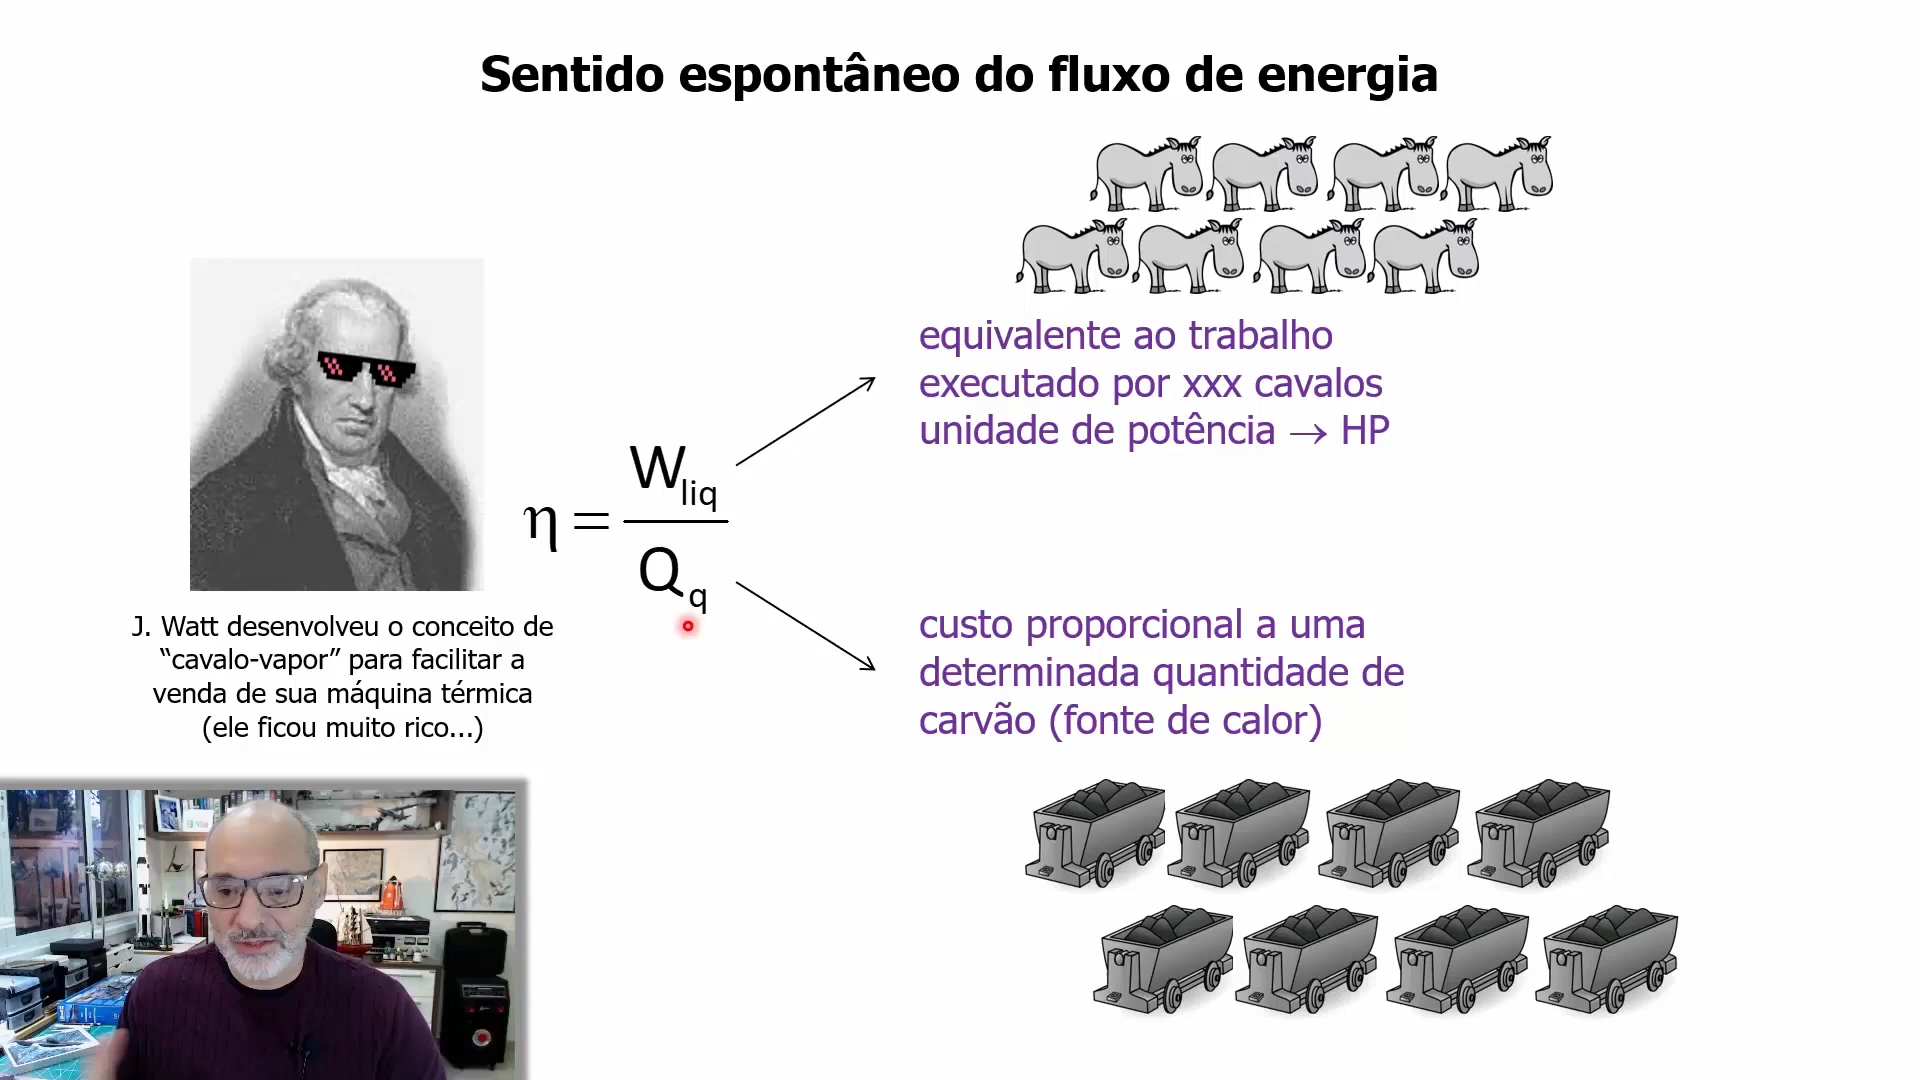 Sentido espontâneo do fluxo de energia
equivalente ao trabalho
executado por xxx cavalos
unidade de potência → HP
η = W_liq / Q_q
J. Watt desenvolveu o conceito de
“cavalo-vapor” para facilitar a
venda de sua máquina térmica
(ele ficou muito rico...)
custo proporcional a uma
determinada quantidade de
carvão (fonte de calor)